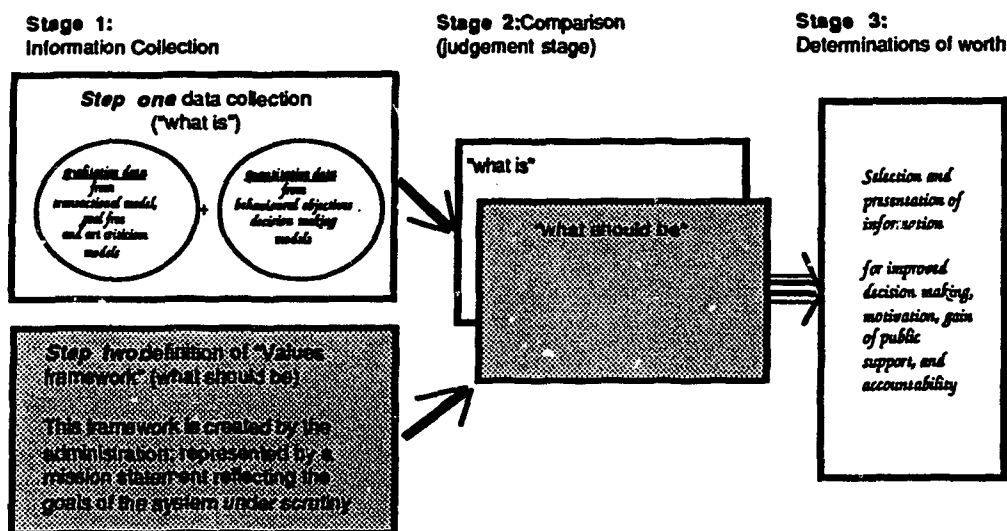 Stage 1:
Information Collection
Stage 2:Comparison
(judgement stage)
Stage 3:
Determinations of worth
Step one data collection
("what is")
data
from
transactional model,
goal free
and art criticism
models
+
quantitative data
from
behavioural objections
decision making
models
Step two definition of "Values
framework" (what should be)
This framework is created by the
administration, represented by a
mission statement reflecting the
goals of the system under scrutiny
"what is"
"what should be"
Selection and
presentation of
information
for improved
decision making,
motivation, gain
of public
support, and
accountability